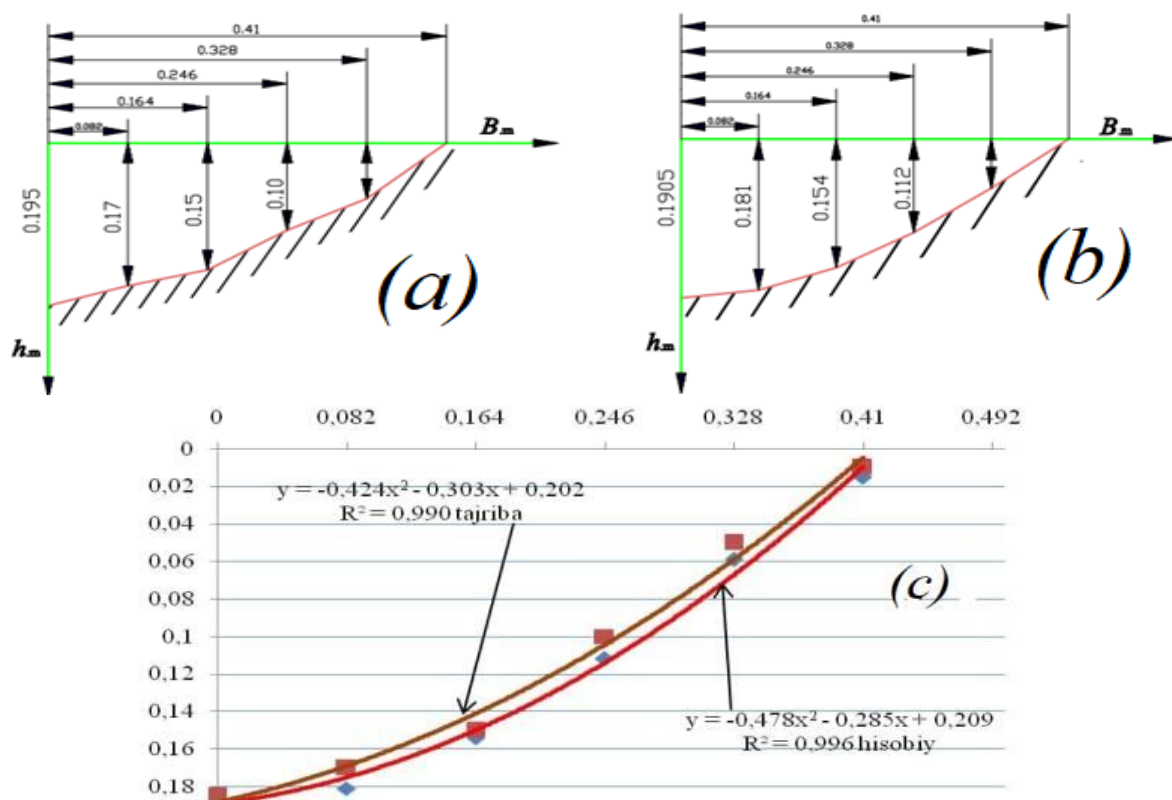 0.41
0.328
0.246
0.164
0.082
B.m
0.195
0.17
0.15
0.10
(a)
h.m
0.41
0.328
0.246
0.164
0.082
B.m
0.1905
0.181
0.154
0.112
(b)
h.m
0 0,082 0,164 0,246 0,328 0,41 0,492
0
0,02
0,04
0,06
0,08
0,1
0,12
0,14
0,16
0,18
y = -0,424x² - 0,303x + 0,202
R² = 0,990 tajriba
(c)
y = -0,478x² - 0,285x + 0,209
R² = 0,996 hisobiy